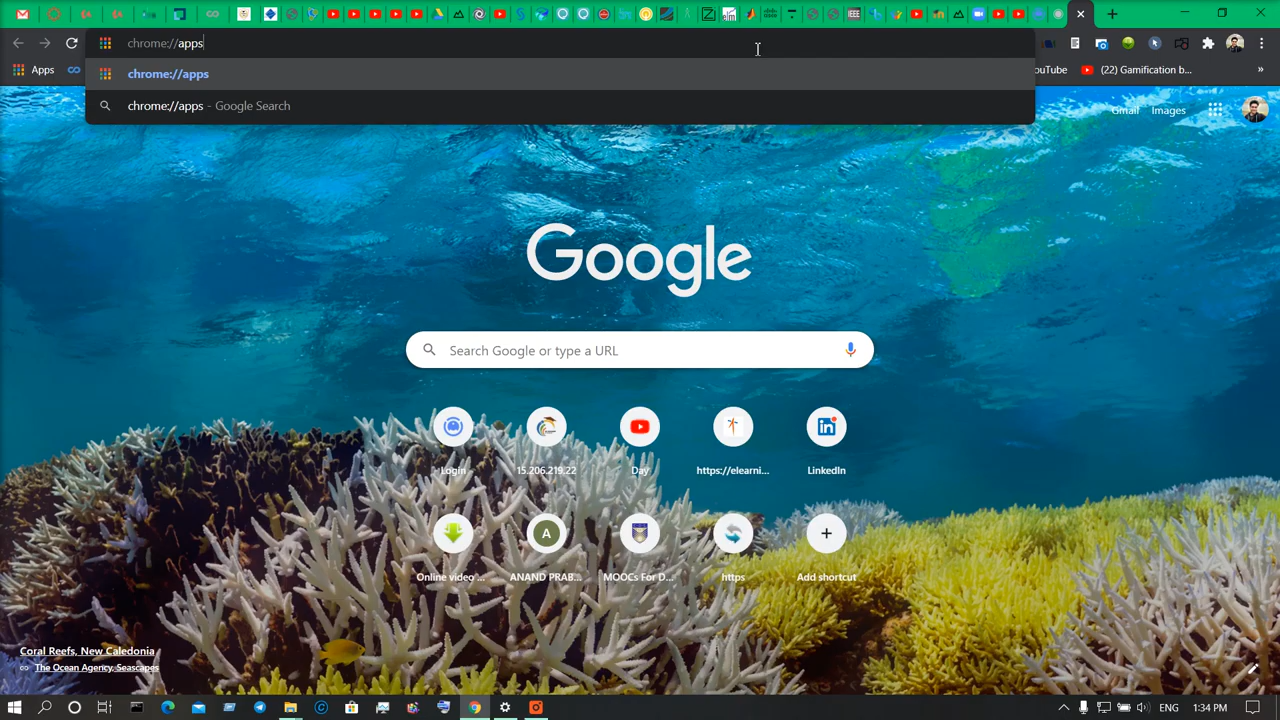 chrome://apps
chrome://apps
chrome://apps - Google Search
Apps
ouTube
(22) Gamification b...
»
Gmail
Images
Google
Search Google or type a URL
Login
15.206.219.22
Day
https://elearni...
LinkedIn
Online video ...
A
ANAND PRAB...
MOOCs For D...
https
Add shortcut
Coral Reefs, New Caledonia
The Ocean Agency, Seascapes
ENG
1:34 PM